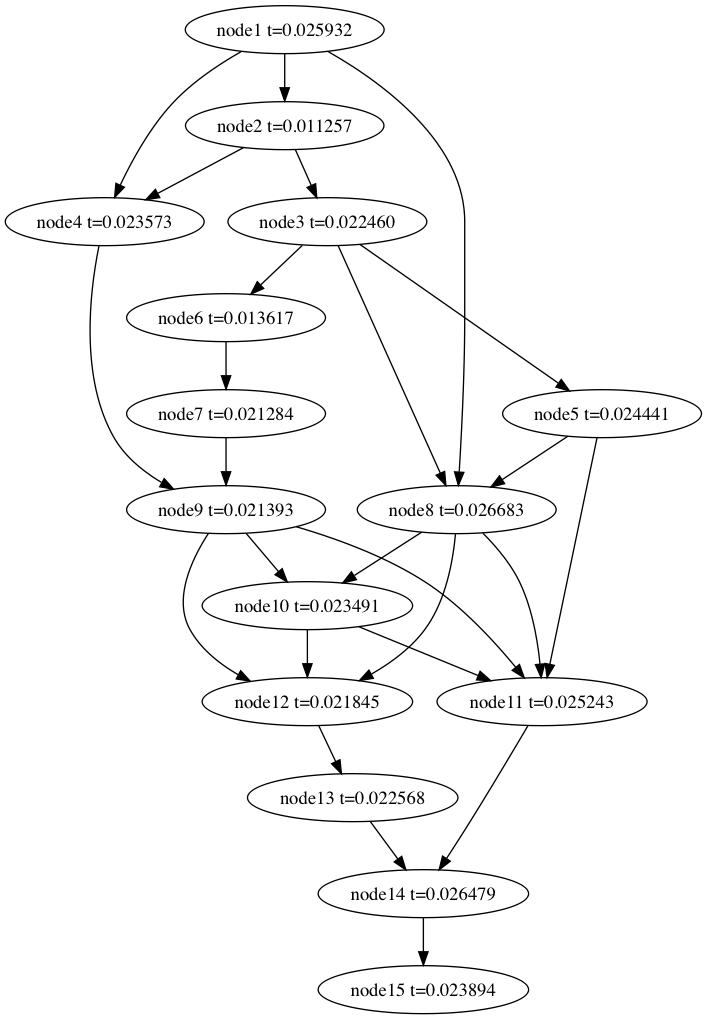 node1 t=0.025932
node2 t=0.011257
node4 t=0.023573
node3 t=0.022460
node6 t=0.013617
node7 t=0.021284
node5 t=0.024441
node9 t=0.021393
node8 t=0.026683
node10 t=0.023491
node12 t=0.021845
node11 t=0.025243
node13 t=0.022568
node14 t=0.026479
node15 t=0.023894